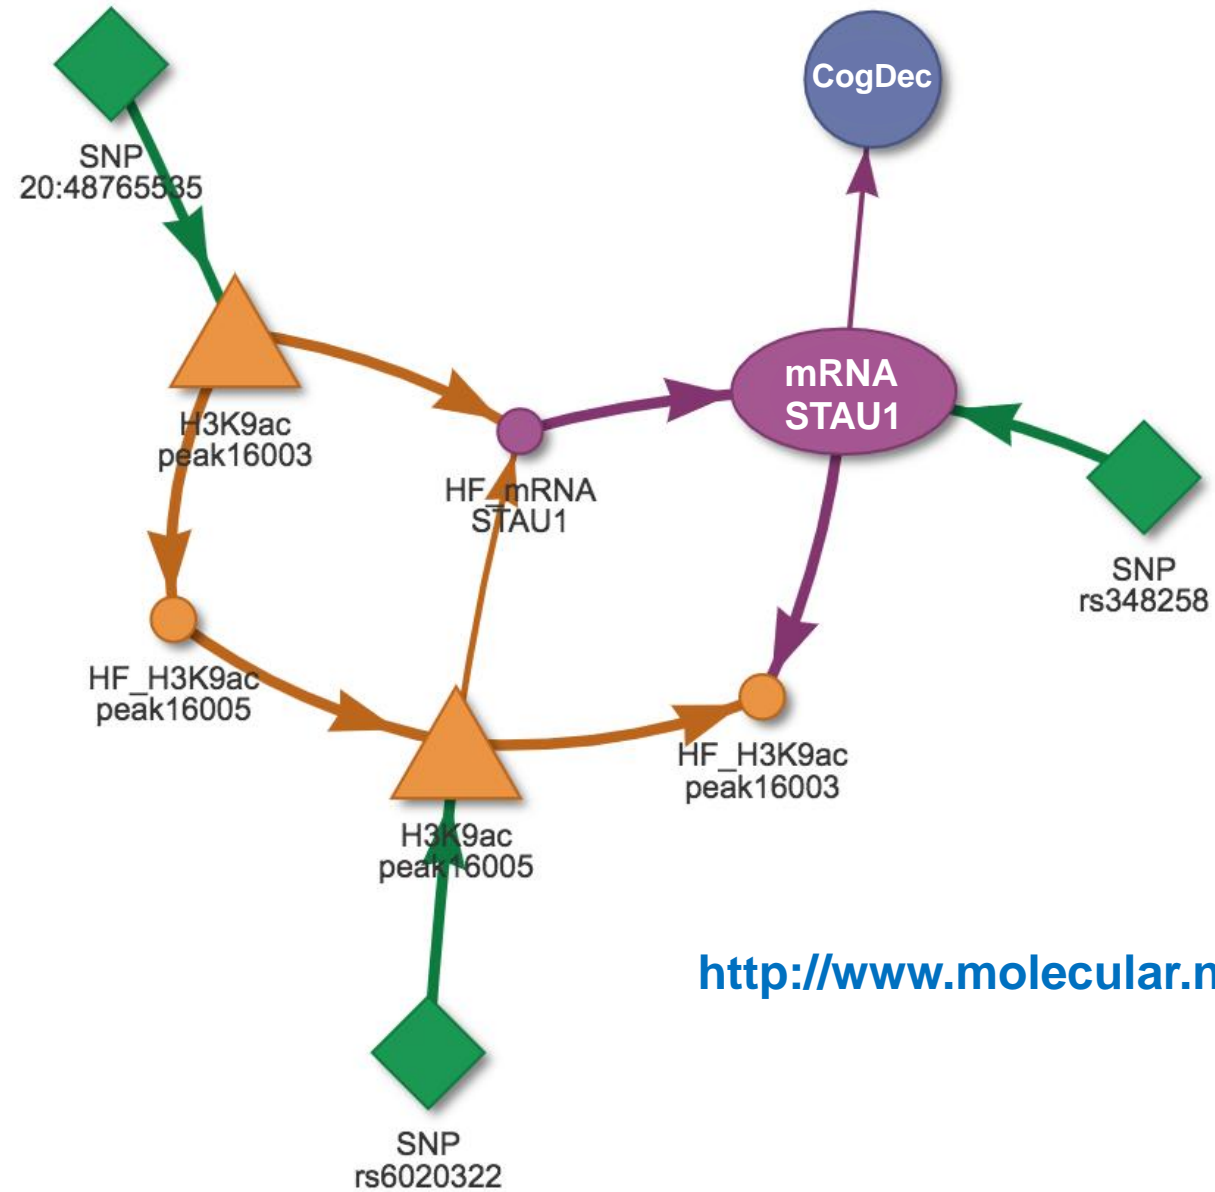 CogDec
SNP
20:48765535
mRNA
STAU1
H3K9ac
peak16003
HF_mRNA
STAU1
SNP
rs348258
HF_H3K9ac
peak16005
HF_H3K9ac
peak16003
H3K9ac
peak16005
http://www.molecular.n
SNP
rs6020322